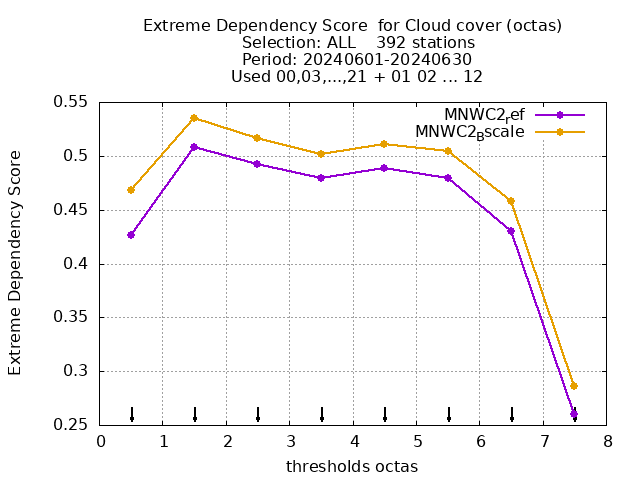 Extreme Dependency Score  for Cloud cover (octas)
Selection: ALL    392 stations
Period: 20240601-20240630
Used 00,03,...,21 + 01 02 ... 12
MNWC2_ref
MNWC2_Bscale
0.55
0.5
0.45
0.4
0.35
0.3
0.25
Extreme Dependency Score
0 1 2 3 4 5 6 7 8
thresholds octas